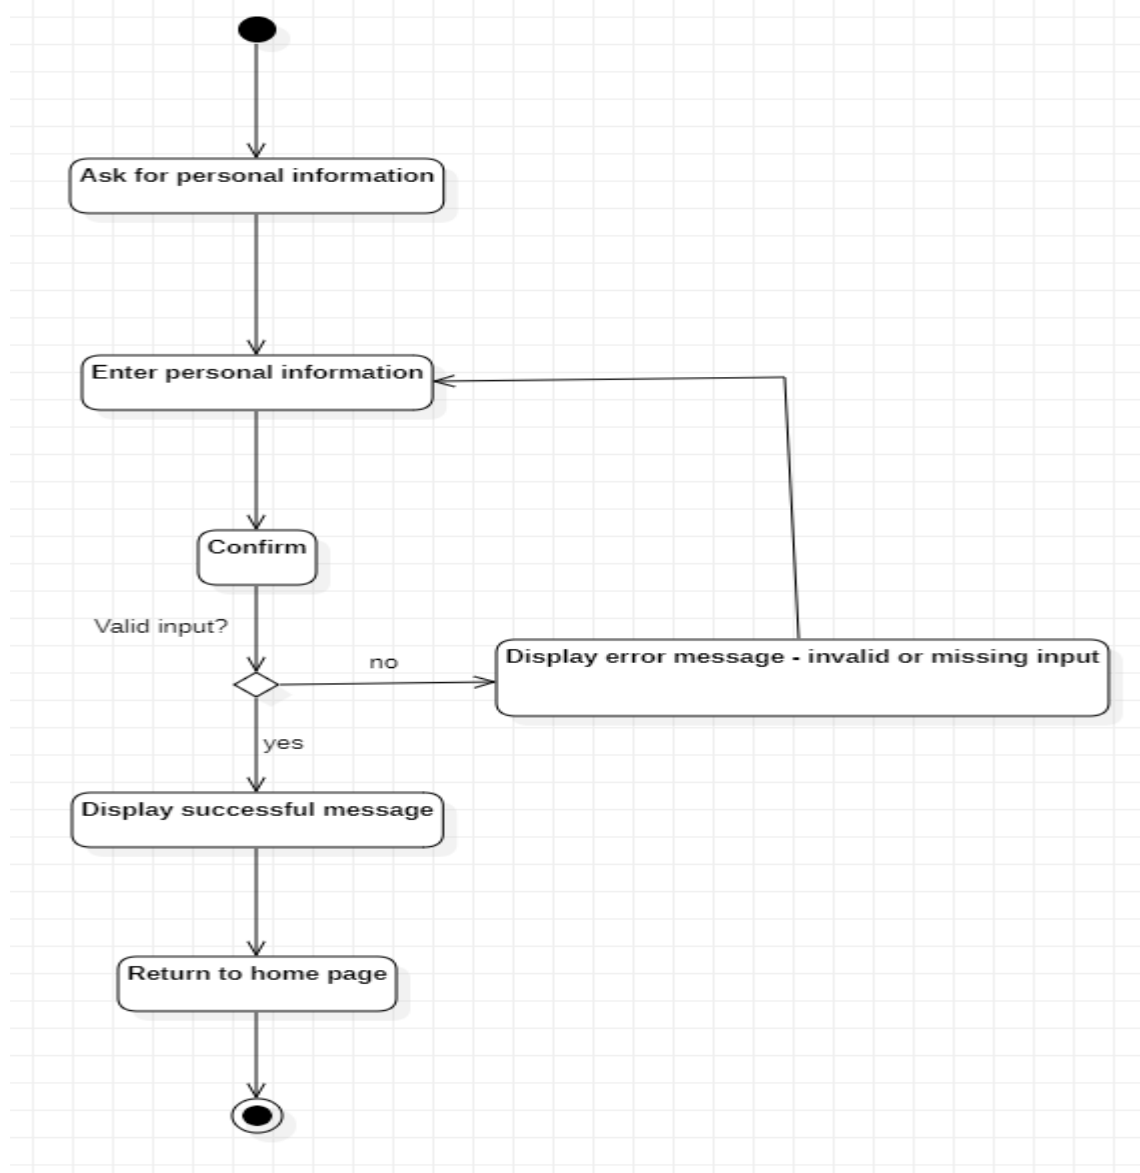 Ask for personal information
Enter personal information
Confirm
Valid input?
no
Display error message - invalid or missing input
yes
Display successful message
Return to home page